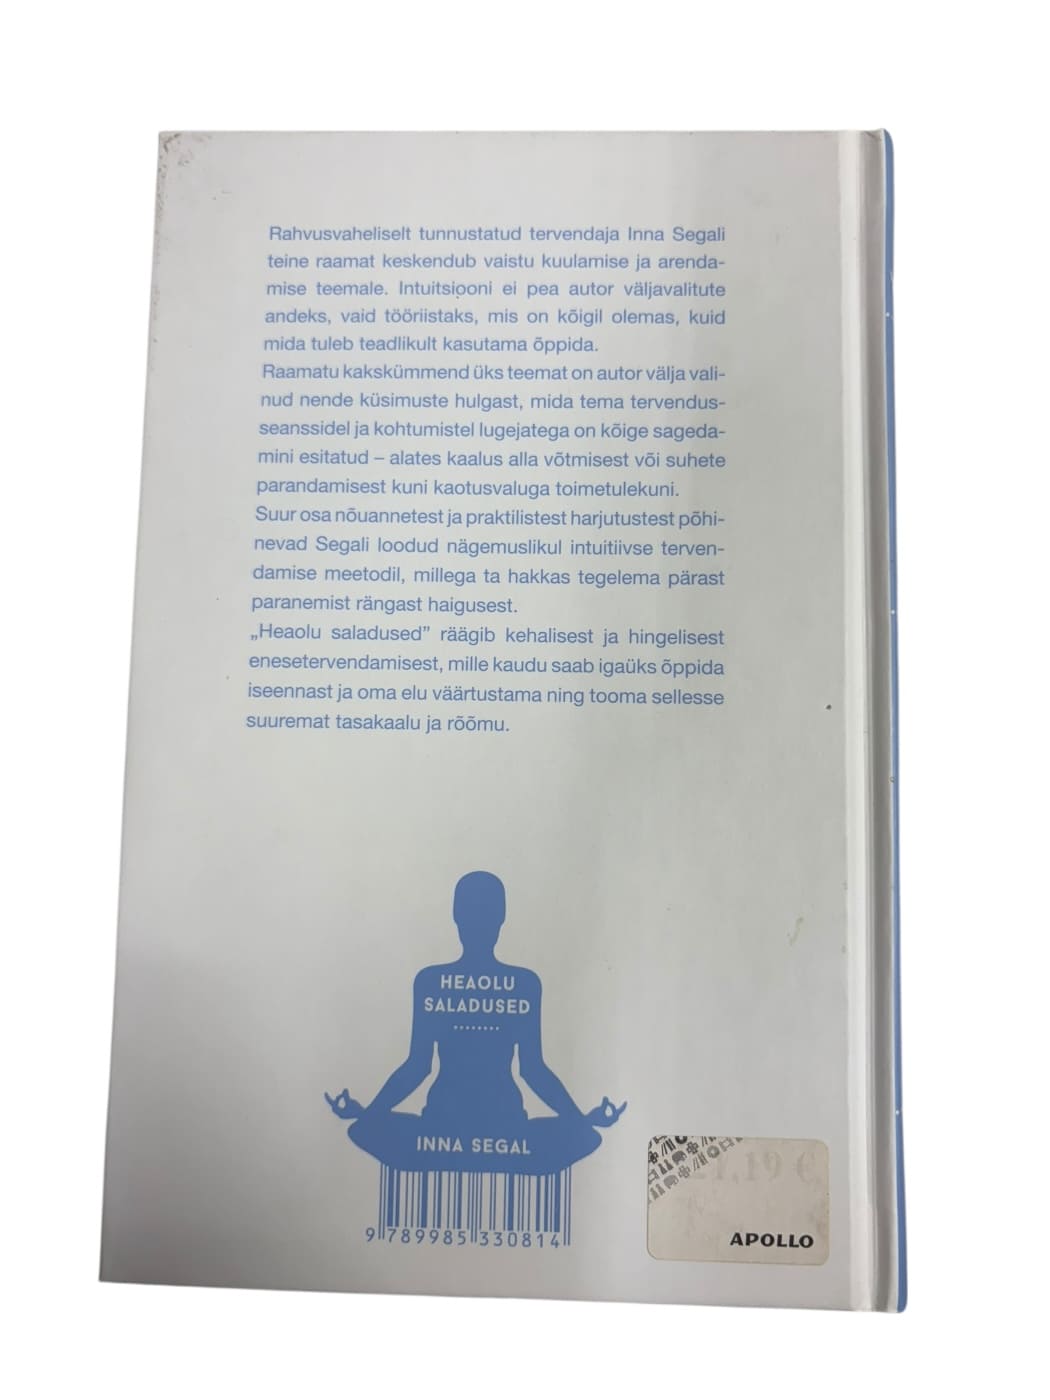 Rahvusvaheliselt tunnustatud tervendaja Inna Segali
teine raamat keskendub vaistu kuulamise ja arenda-
mise teemale. Intuitsiooni ei pea autor väljavalitute
andeks, vaid tööriistaks, mis on kõigil olemas, kuid
mida tuleb teadlikult kasutama õppida.
Raamatu kakskümmend üks teemat on autor välja vali-
nud nende küsimuste hulgast, mida tema tervendus-
seanssidel ja kohtumistel lugejatega on kõige sageda-
mini esitatud – alates kaalus alla võtmisest või suhete
parandamisest kuni kaotusvaluga toimetulekuni.
Suur osa nõuannetest ja praktilistest harjutustest põhi-
nevad Segali loodud nägemuslikul intuitiivse terven-
damise meetodil, millega ta hakkas tegelema pärast
paranemist rängast haigusest.
„Heaolu saladused” räägib kehalisest ja hingelisest
enesetervendamisest, mille kaudu saab igaüks õppida
iseennast ja oma elu väärtustama ning tooma sellesse
suuremat tasakaalu ja rõõmu.
HEAOLU
SALADUSED
INNA SEGAL
9 789985 330814
APOLLO